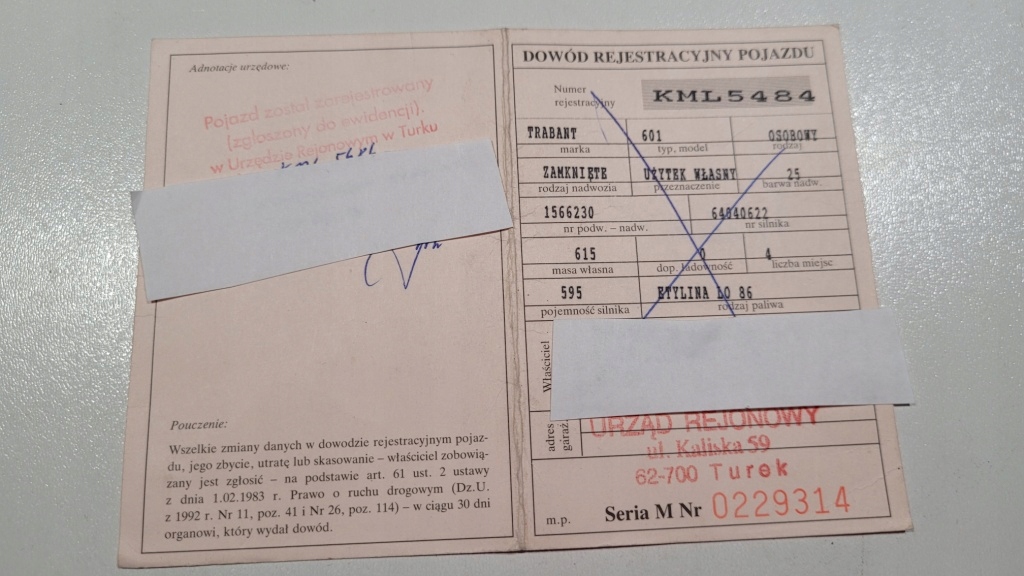 Adnotacje urzędowe:
Pojazd został zarejestrowany
(zgłoszony do ewidencji),
w Urzędzie Rejonowym w Turku
Pouczenie:
Wszelkie zmiany danych w dowodzie rejestracyjnym pojaz-
du, jego zbycie, utratę lub skasowanie – właściciel zobowią-
zany jest zgłosić – na podstawie art. 61 ust. 2 ustawy
z dnia 1.02.1983 r. Prawo o ruchu drogowym (Dz.U.
z 1992 r. Nr 11, poz. 41 i Nr 26, poz. 114) – w ciągu 30 dni
organowi, który wydał dowód.
DOWÓD REJESTRACYJNY POJAZDU
Numer
rejestracyjny
KML5484
TRABANT 601 OSOBOWY
marka typ, model rodzaj
ZAMKNIĘTE UŻYTEK WŁASNY 25
rodzaj nadwozia przeznaczenie barwa nadw.
1566230 64840622
nr podw. – nadw. nr silnika
615 0 4
masa własna dop. ładowność liczba miejsc
595 ETYLINA DO 86
pojemność silnika rodzaj paliwa
Właściciel
adres
garaż.
URZĄD REJONOWY
ul. Kaliska 59
62-700 Turek
m.p. Seria M Nr 0229314